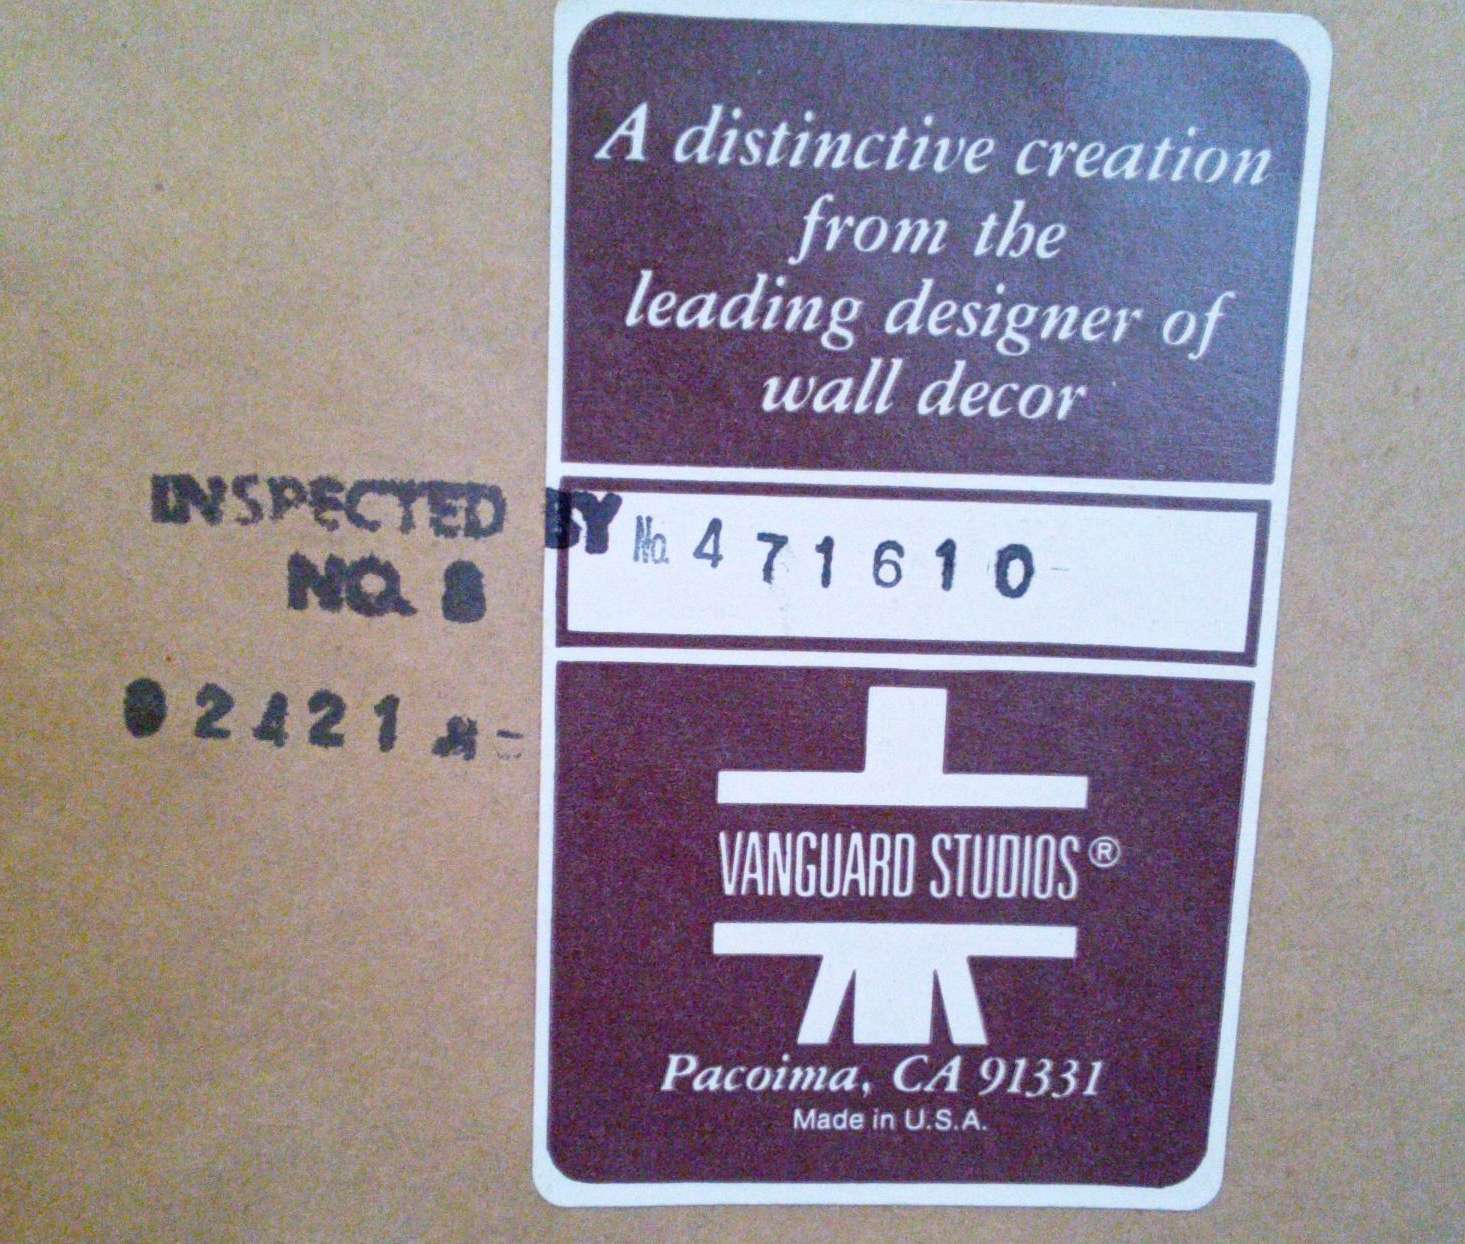 A distinctive creation
from the
leading designer of
wall decor
INSPECTED BY
NO. 8
No. 471610
02421
VANGUARD STUDIOS®
Pacoima, CA 91331
Made in U.S.A.